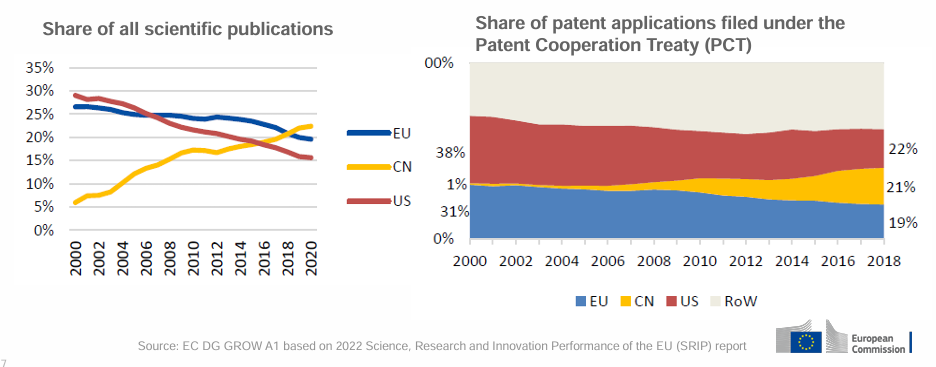 Share of all scientific publications
35%
30%
25%
20%
15%
10%
5%
0%
2000
2002
2004
2006
2008
2010
2012
2014
2016
2018
2020
EU
CN
US
Share of patent applications filed under the
Patent Cooperation Treaty (PCT)
00%
38%
1%
31%
0%
22%
21%
19%
2000 2002 2004 2006 2008 2010 2012 2014 2016 2018
EU CN US RoW
Source: EC DG GROW A1 based on 2022 Science, Research and Innovation Performance of the EU (SRIP) report
European
Commission
7